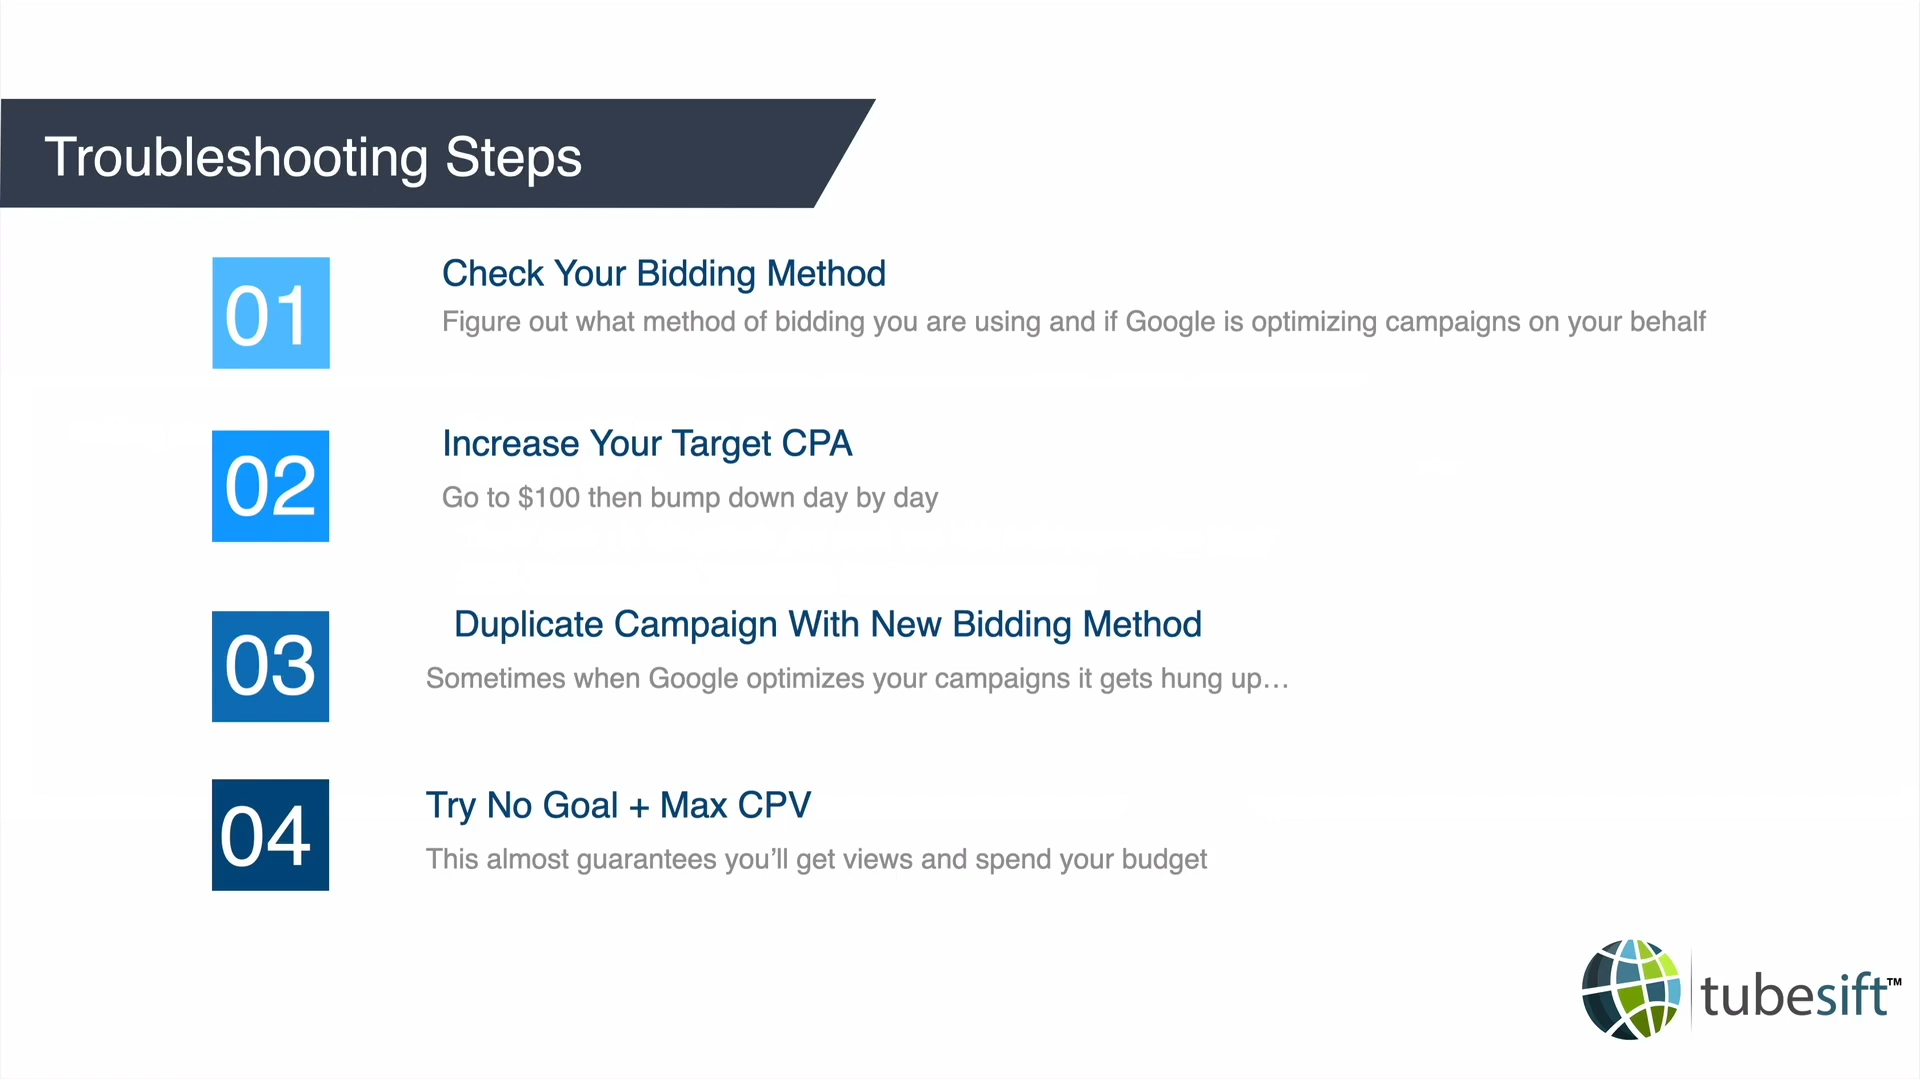 Troubleshooting Steps
01
Check Your Bidding Method
Figure out what method of bidding you are using and if Google is optimizing campaigns on your behalf
02
Increase Your Target CPA
Go to $100 then bump down day by day
03
Duplicate Campaign With New Bidding Method
Sometimes when Google optimizes your campaigns it gets hung up…
04
Try No Goal + Max CPV
This almost guarantees you’ll get views and spend your budget
tubesift™